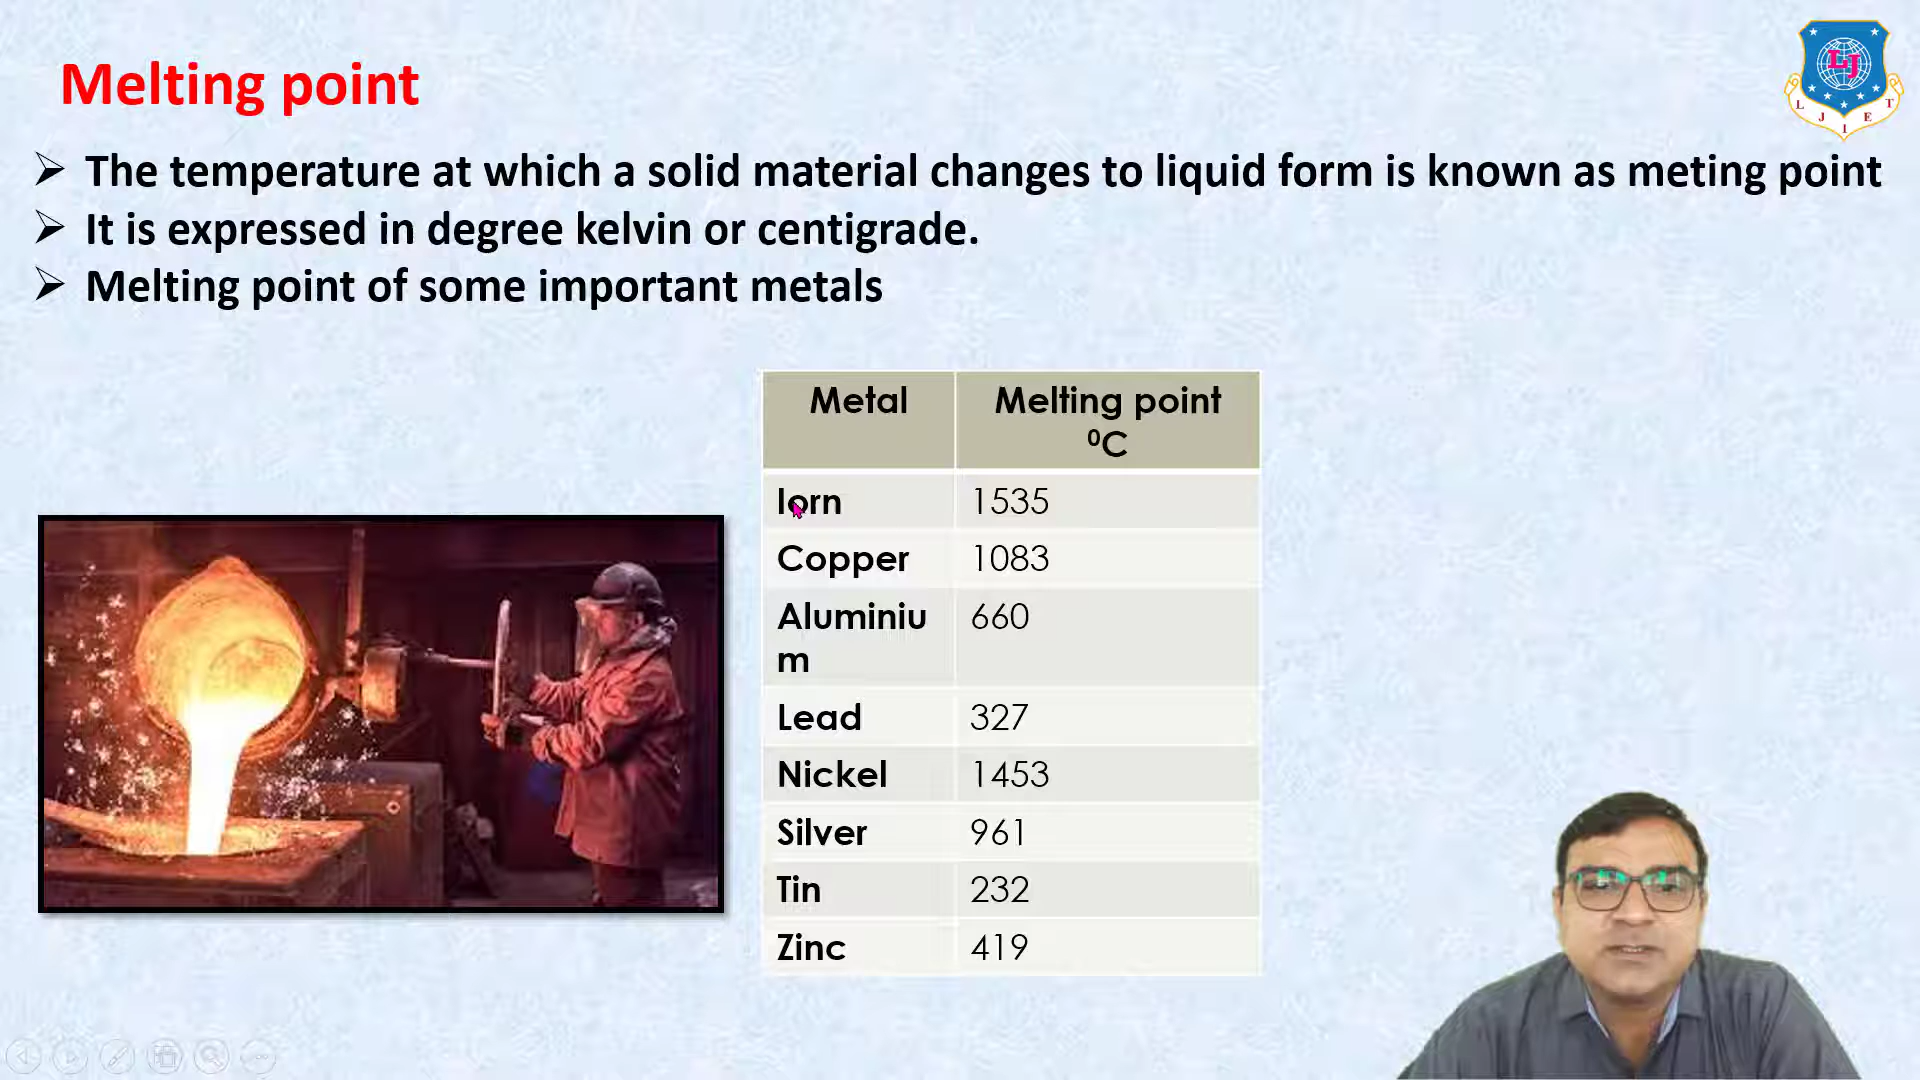 Melting point
The temperature at which a solid material changes to liquid form is known as meting point
It is expressed in degree kelvin or centigrade.
Melting point of some important metals
Metal Melting point
⁰C
Iorn 1535
Copper 1083
Aluminiu 660
m
Lead 327
Nickel 1453
Silver 961
Tin 232
Zinc 419
LJ
L J I E T